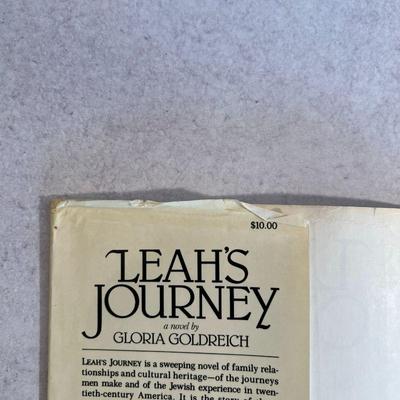 $10.00
LEAH'S
JOURNEY
a novel by
GLORIA GOLDREICH
LEAH'S JOURNEY is a sweeping novel of family rela-
tionships and cultural heritage—of the journeys
men make and of the Jewish experience in twen-
tieth-century America. It is the story of